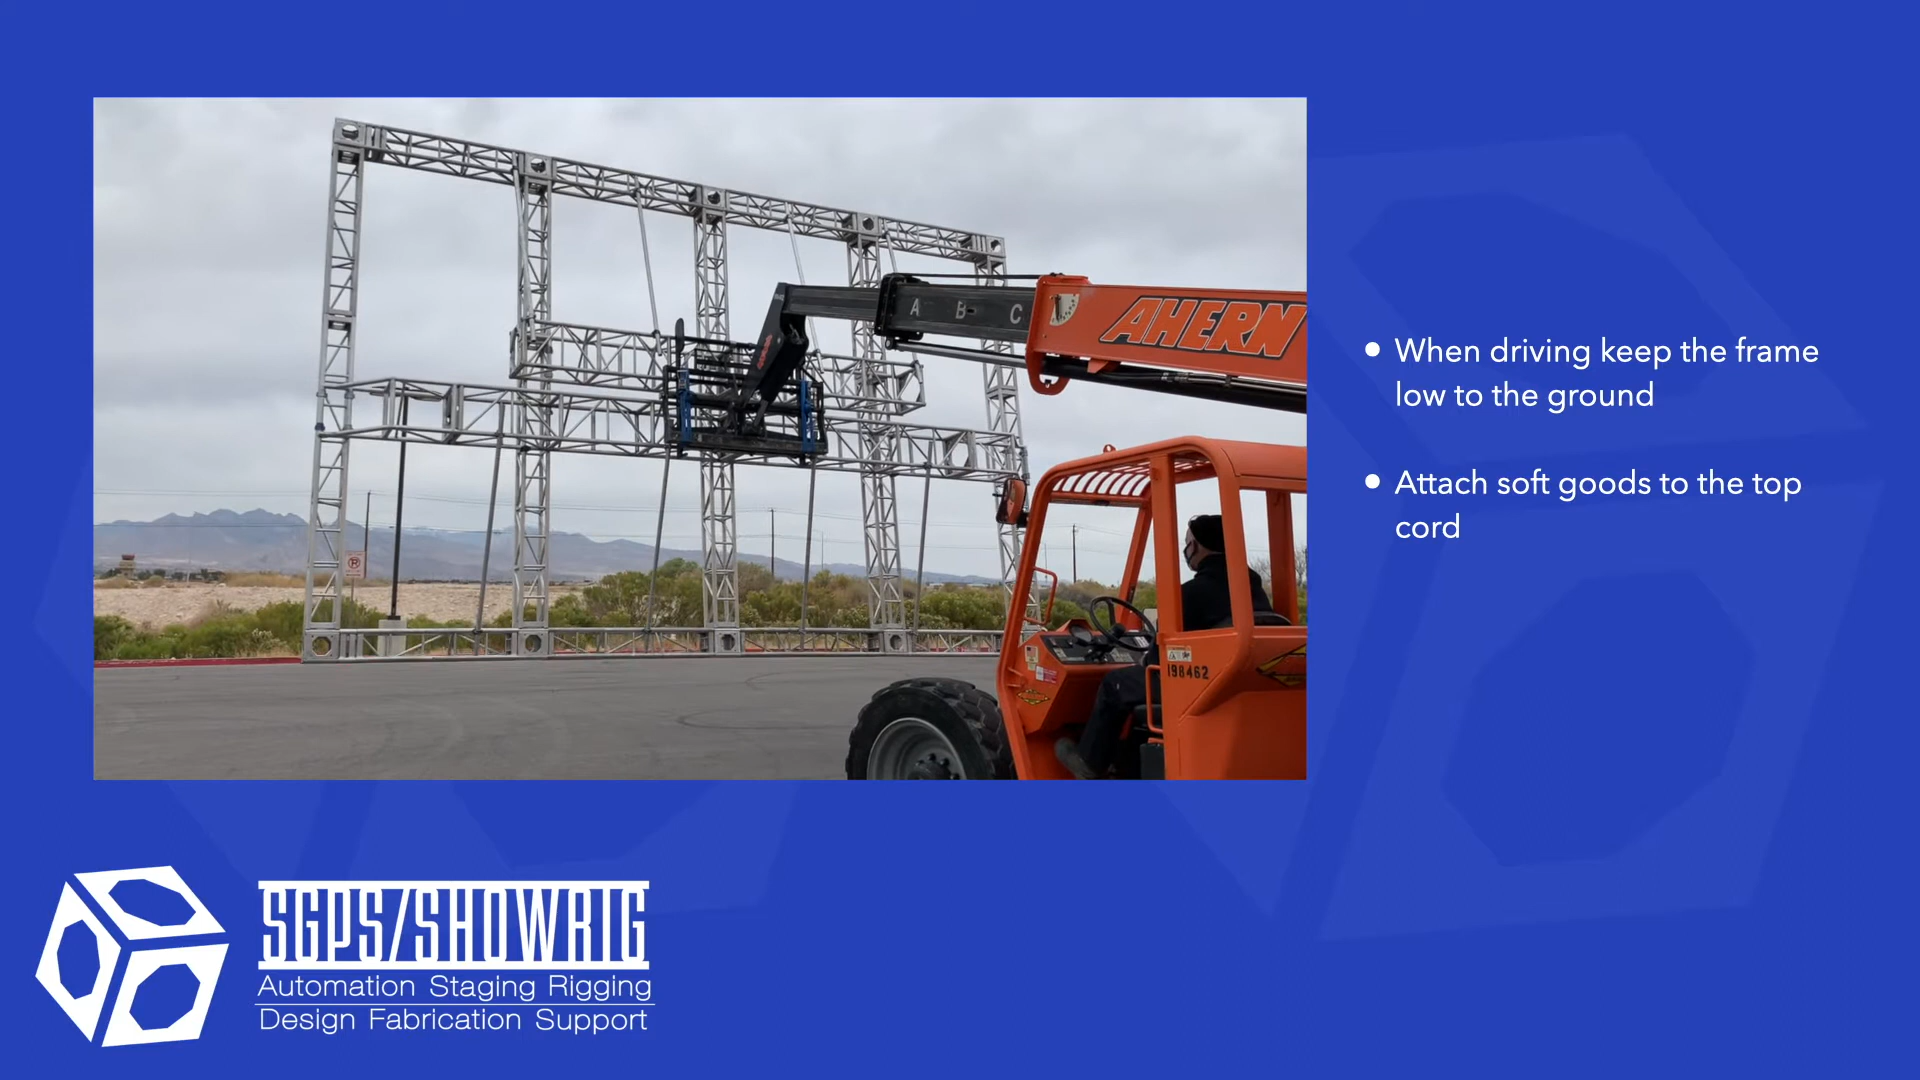 A B C
AHERN
198462
• When driving keep the frame
low to the ground
• Attach soft goods to the top
cord
SGPS/SHOWRIG
Automation Staging Rigging
Design Fabrication Support